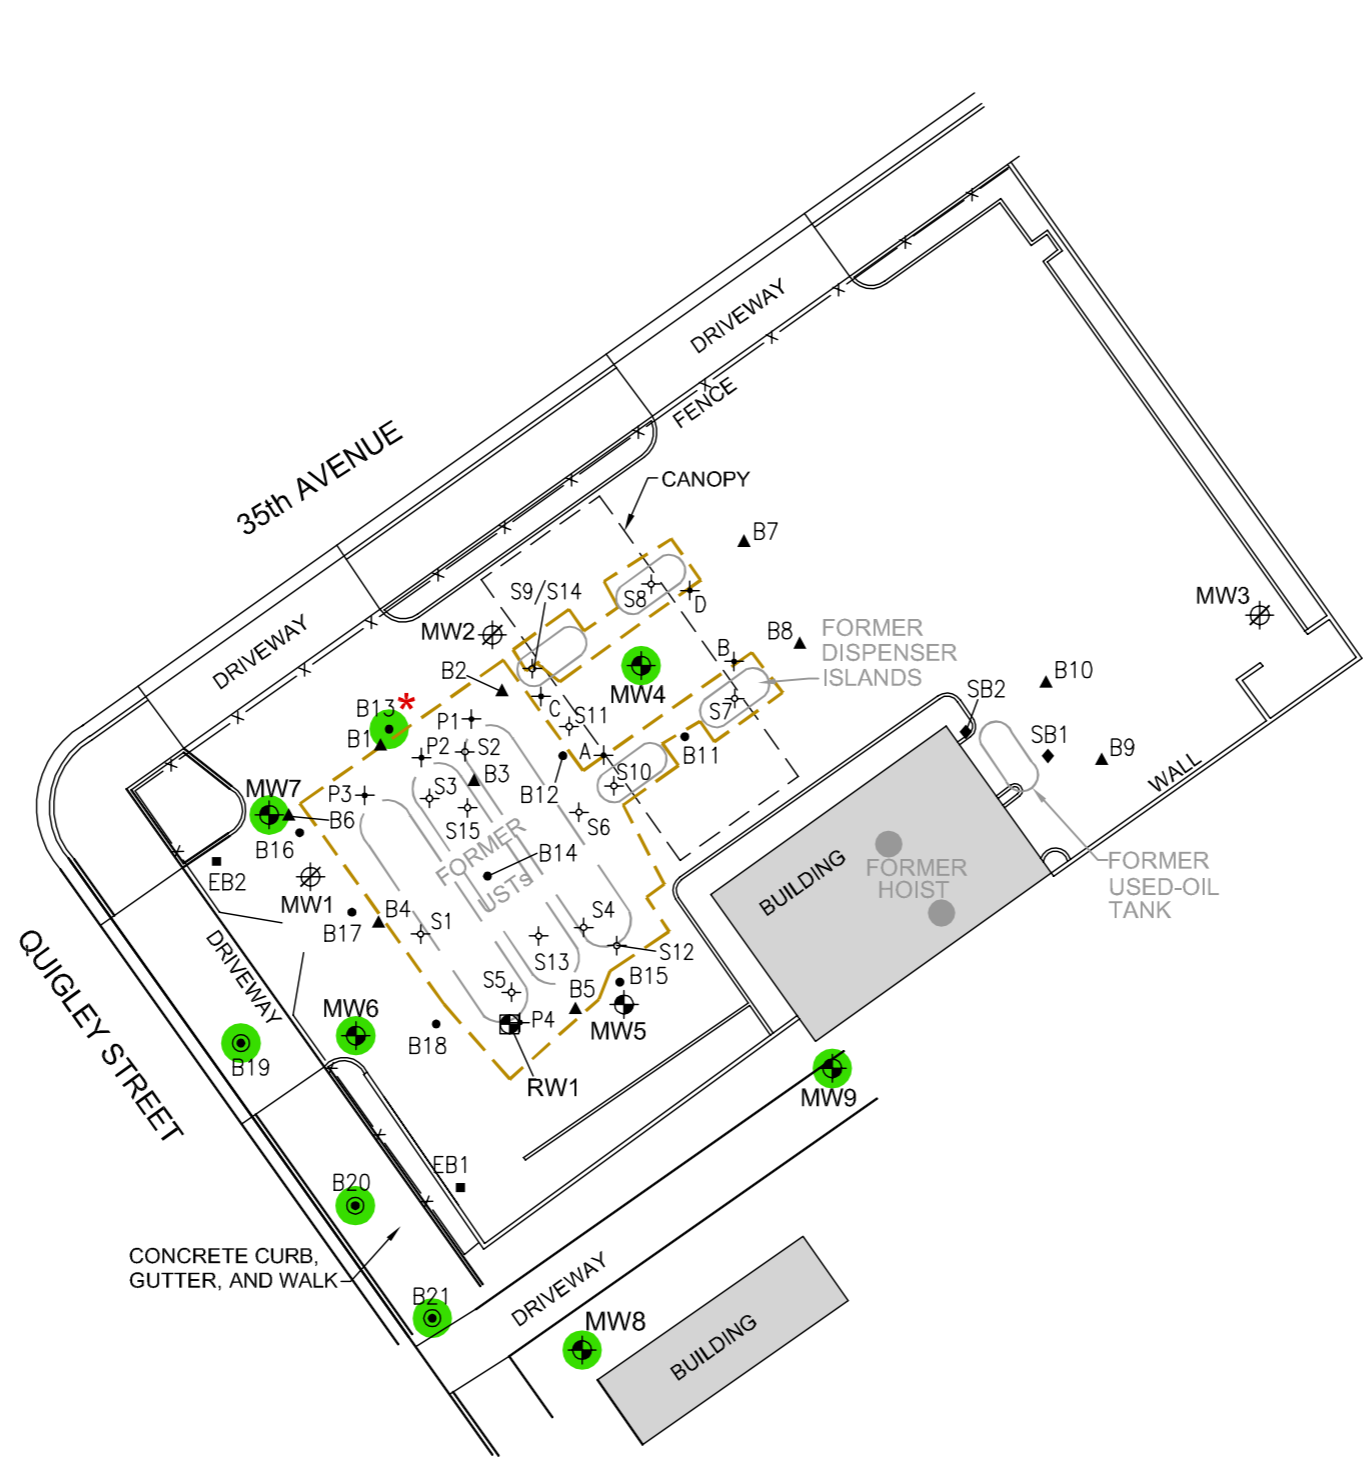 35th AVENUE
DRIVEWAY
FENCE
CANOPY
B7
S9/S14
S8
D
MW3
MW2
DRIVEWAY
B8
FORMER
DISPENSER
ISLANDS
B
B2
MW4
B10
SB2
B13*
C
S7
P1
S11
B1
P2
S2
A
B11
SB1
B9
WALL
S3
B3
S10
P3
B12
MW7
B6
S15
S6
B16
FORMER
USTs
B14
BUILDING
FORMER
HOIST
FORMER
USED-OIL
TANK
EB2
MW1
B4
S1
S4
B17
S13
S12
QUIGLEY STREET
DRIVEWAY
S5
B5
B15
MW6
P4
MW5
B18
B19
RW1
MW9
EB1
B20
CONCRETE CURB,
GUTTER, AND WALK
B21
DRIVEWAY
MW8
BUILDING